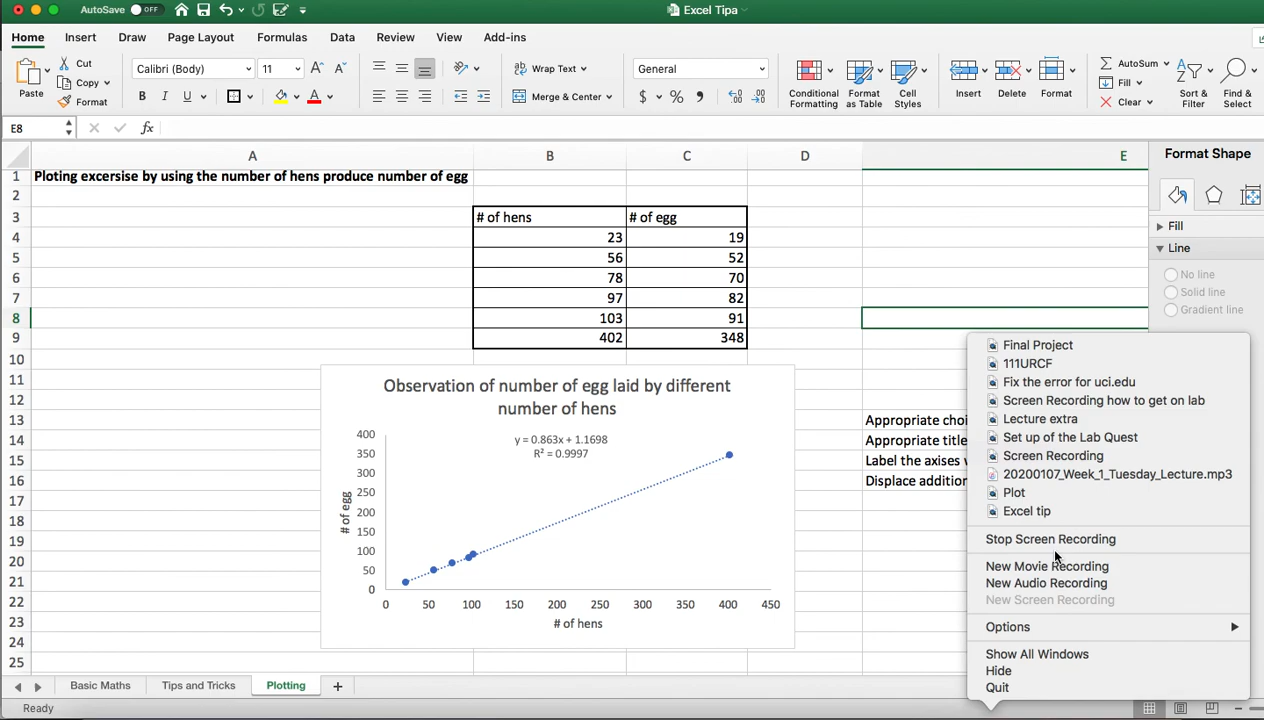 AutoSave OFF
Excel Tipa
Home Insert Draw Page Layout Formulas Data Review View Add-ins
Paste
Cut
Copy
Format
Calibri (Body) 11
B I U
Wrap Text
Merge & Center
General
$ % 9
Conditional Formatting
Format as Table
Cell Styles
Insert
Delete
Format
AutoSum
Fill
Clear
Sort & Filter
Find & Select
E8 fx
A B C D E
1 Ploting excersise by using the number of hens produce number of egg
2
3 # of hens # of egg
4 23 19
5 56 52
6 78 70
7 97 82
8 103 91
9 402 348
10
11
12
13 Appropriate
14 Appropriate
15 Label the axises
16 Displace
17
18
19
20
21
22
23
24
25
Observation of number of egg laid by different
number of hens
y = 0.863x + 1.1698
R² = 0.9997
# of egg
400
350
300
250
200
150
100
50
0
0 50 100 150 200 250 300 350 400 450
# of hens
Format Shape
Fill
Line
No line
Solid line
Gradient line
Final Project
111URCF
Fix the error for uci.edu
Screen Recording how to get on lab
Lecture extra
Set up of the Lab Quest
Screen Recording
20200107_Week_1_Tuesday_Lecture.mp3
Plot
Excel tip
Stop Screen Recording
New Movie Recording
New Audio Recording
New Screen Recording
Options
Show All Windows
Hide
Quit
Basic Maths Tips and Tricks Plotting +
Ready